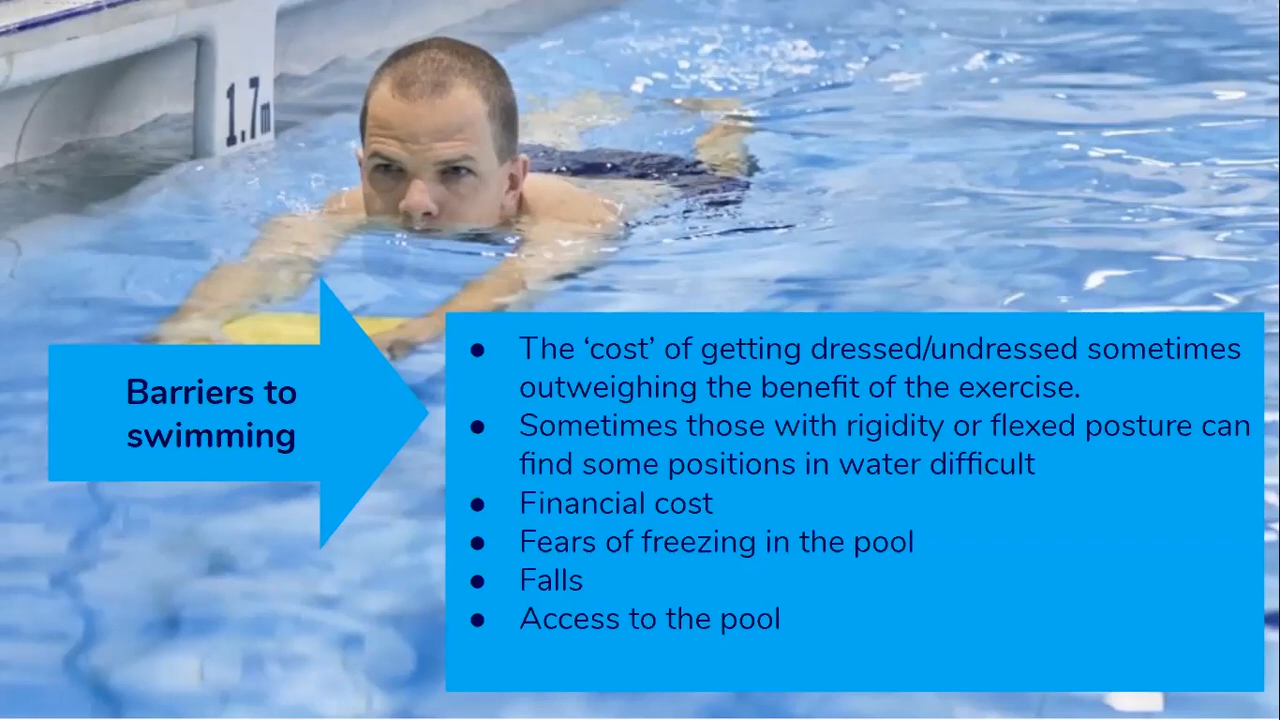 1.7m
Barriers to
swimming
● The ‘cost’ of getting dressed/undressed sometimes
outweighing the benefit of the exercise.
● Sometimes those with rigidity or flexed posture can
find some positions in water difficult
● Financial cost
● Fears of freezing in the pool
● Falls
● Access to the pool